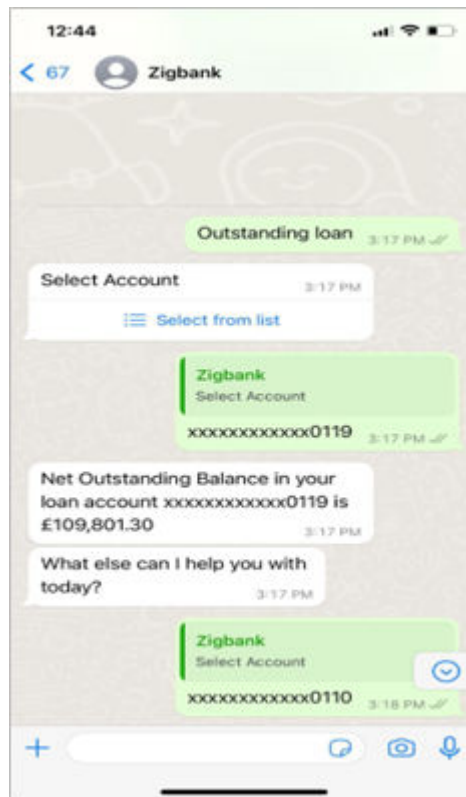 12:44
67 Zigbank
Outstanding loan 3:17 PM
Select Account 3:17 PM
Select from list
Zigbank
Select Account
xxxxxxxxxxxx0119 3:17 PM
Net Outstanding Balance in your
loan account xxxxxxxxxxxx0119 is
£109,801.30 3:17 PM
What else can I help you with
today? 3:17 PM
Zigbank
Select Account
xxxxxxxxxxxx0110 3:18 PM